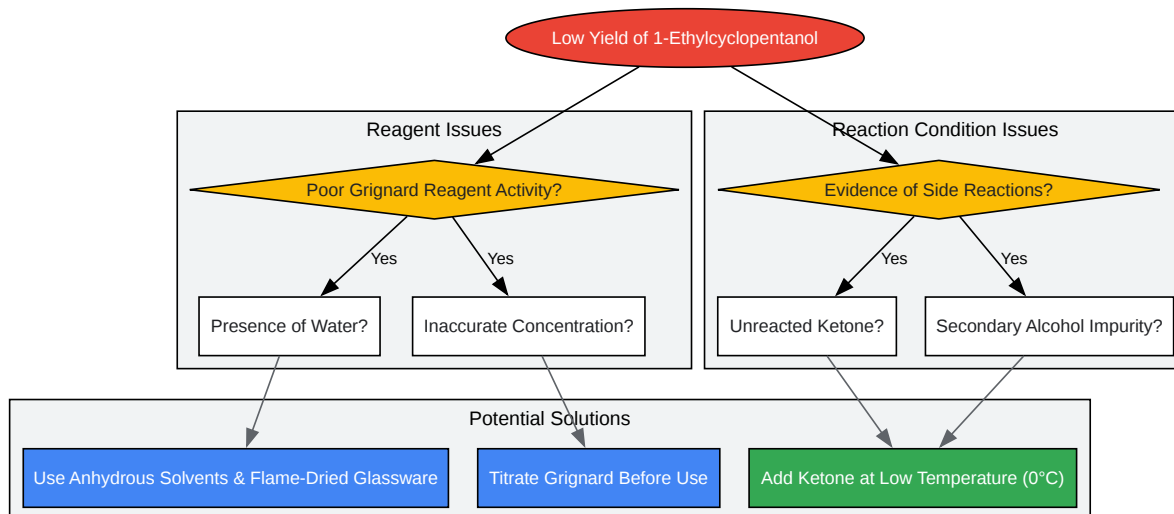 Low Yield of 1-Ethylcyclopentanol
Reagent Issues
Reaction Condition Issues
Poor Grignard Reagent Activity?
Evidence of Side Reactions?
Yes
Yes
Yes
Yes
Presence of Water?
Inaccurate Concentration?
Unreacted Ketone?
Secondary Alcohol Impurity?
Potential Solutions
Use Anhydrous Solvents & Flame-Dried Glassware
Titrate Grignard Before Use
Add Ketone at Low Temperature (0°C)